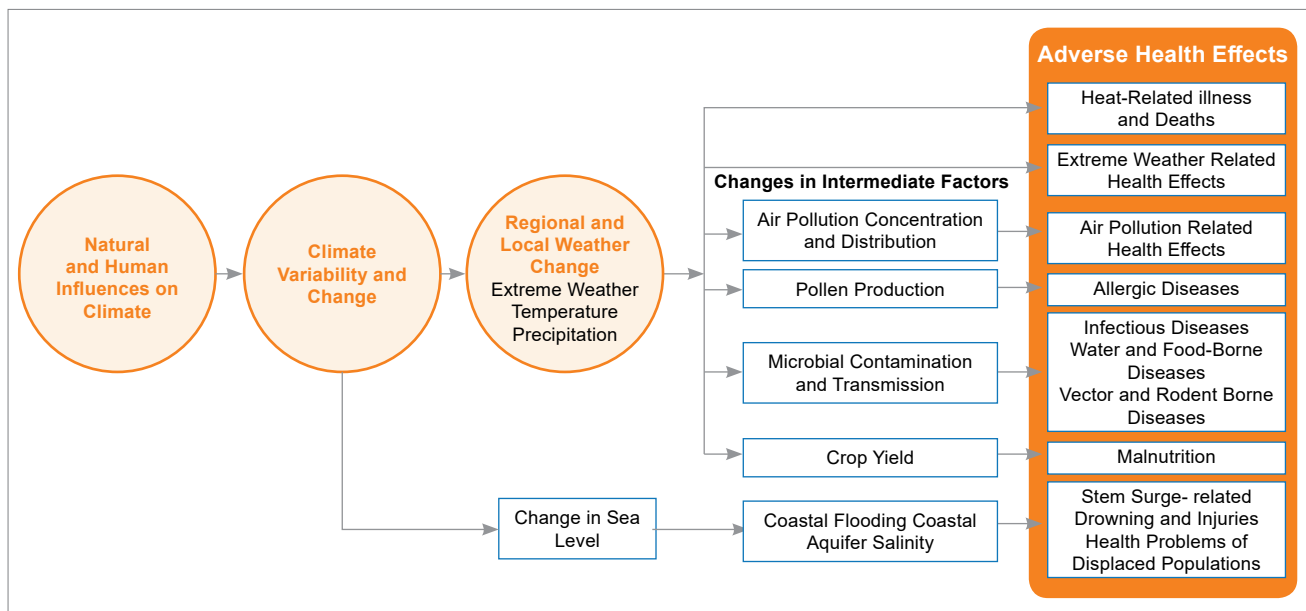 Adverse Health Effects
Heat-Related illness
and Deaths
Extreme Weather Related
Health Effects
Changes in Intermediate Factors
Natural
and Human
Influences on
Climate
Climate
Variability and
Change
Regional and
Local Weather
Change
Extreme Weather
Temperature
Precipitation
Air Pollution Concentration
and Distribution
Air Pollution Related
Health Effects
Pollen Production
Allergic Diseases
Microbial Contamination
and Transmission
Infectious Diseases
Water and Food-Borne
Diseases
Vector and Rodent Borne
Diseases
Crop Yield
Malnutrition
Change in Sea
Level
Coastal Flooding Coastal
Aquifer Salinity
Stem Surge- related
Drowning and Injuries
Health Problems of
Displaced Populations